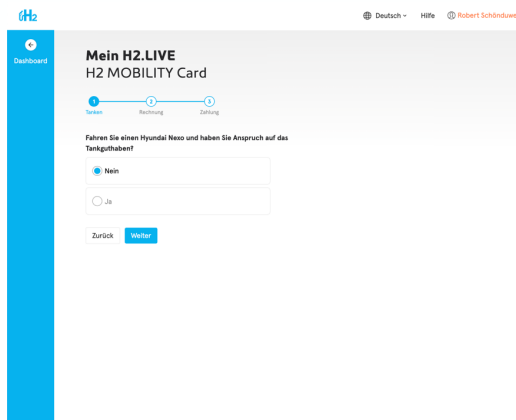 H2
Deutsch
Hilfe
Robert Schönduwe
Dashboard
Mein H2.LIVE
H2 MOBILITY Card
1
2
3
Tanken
Rechnung
Zahlung
Fahren Sie einen Hyundai Nexo und haben Sie Anspruch auf das
Tankguthaben?
Nein
Ja
Zurück
Weiter